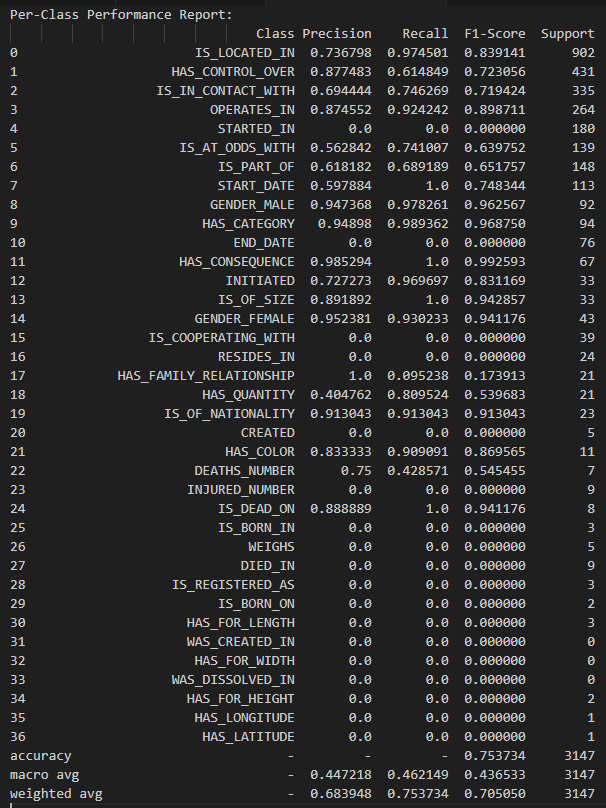 Per-Class Performance Report:
Class Precision Recall F1-Score Support
0 IS_LOCATED_IN 0.736798 0.974501 0.839141 902
1 HAS_CONTROL_OVER 0.877483 0.614849 0.723056 431
2 IS_IN_CONTACT_WITH 0.694444 0.746269 0.719424 335
3 OPERATES_IN 0.874552 0.924242 0.898711 264
4 STARTED_IN 0.0 0.0 0.000000 180
5 IS_AT_ODDS_WITH 0.562842 0.741007 0.639752 139
6 IS_PART_OF 0.618182 0.689189 0.651757 148
7 START_DATE 0.597884 1.0 0.748344 113
8 GENDER_MALE 0.947368 0.978261 0.962567 92
9 HAS_CATEGORY 0.94898 0.989362 0.968750 94
10 END_DATE 0.0 0.0 0.000000 76
11 HAS_CONSEQUENCE 0.985294 1.0 0.992593 67
12 INITIATED 0.727273 0.969697 0.831169 33
13 IS_OF_SIZE 0.891892 1.0 0.942857 33
14 GENDER_FEMALE 0.952381 0.930233 0.941176 43
15 IS_COOPERATING_WITH 0.0 0.0 0.000000 39
16 RESIDES_IN 0.0 0.0 0.000000 24
17 HAS_FAMILY_RELATIONSHIP 1.0 0.095238 0.173913 21
18 HAS_QUANTITY 0.404762 0.809524 0.539683 21
19 IS_OF_NATIONALITY 0.913043 0.913043 0.913043 23
20 CREATED 0.0 0.0 0.000000 5
21 HAS_COLOR 0.833333 0.909091 0.869565 11
22 DEATHS_NUMBER 0.75 0.428571 0.545455 7
23 INJURED_NUMBER 0.0 0.0 0.000000 9
24 IS_DEAD_ON 0.888889 1.0 0.941176 8
25 IS_BORN_IN 0.0 0.0 0.000000 3
26 WEIGHS 0.0 0.0 0.000000 5
27 DIED_IN 0.0 0.0 0.000000 9
28 IS_REGISTERED_AS 0.0 0.0 0.000000 3
29 IS_BORN_ON 0.0 0.0 0.000000 2
30 HAS_FOR_LENGTH 0.0 0.0 0.000000 3
31 WAS_CREATED_IN 0.0 0.0 0.000000 0
32 HAS_FOR_WIDTH 0.0 0.0 0.000000 0
33 WAS_DISSOLVED_IN 0.0 0.0 0.000000 0
34 HAS_FOR_HEIGHT 0.0 0.0 0.000000 2
35 HAS_LONGITUDE 0.0 0.0 0.000000 1
36 HAS_LATITUDE 0.0 0.0 0.000000 1
accuracy - - - 0.753734 3147
macro avg - 0.447218 0.462149 0.436533 3147
weighted avg - 0.683948 0.753734 0.705050 3147